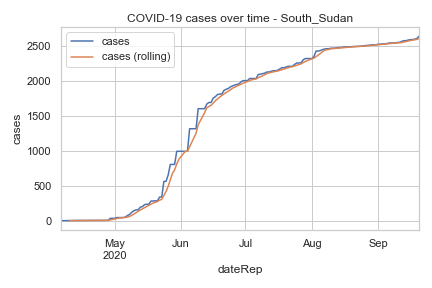 COVID-19 cases over time - South_Sudan
cases
cases (rolling)
2500
2000
1500
1000
500
0
cases
May
2020
Jun
Jul
Aug
Sep
dateRep